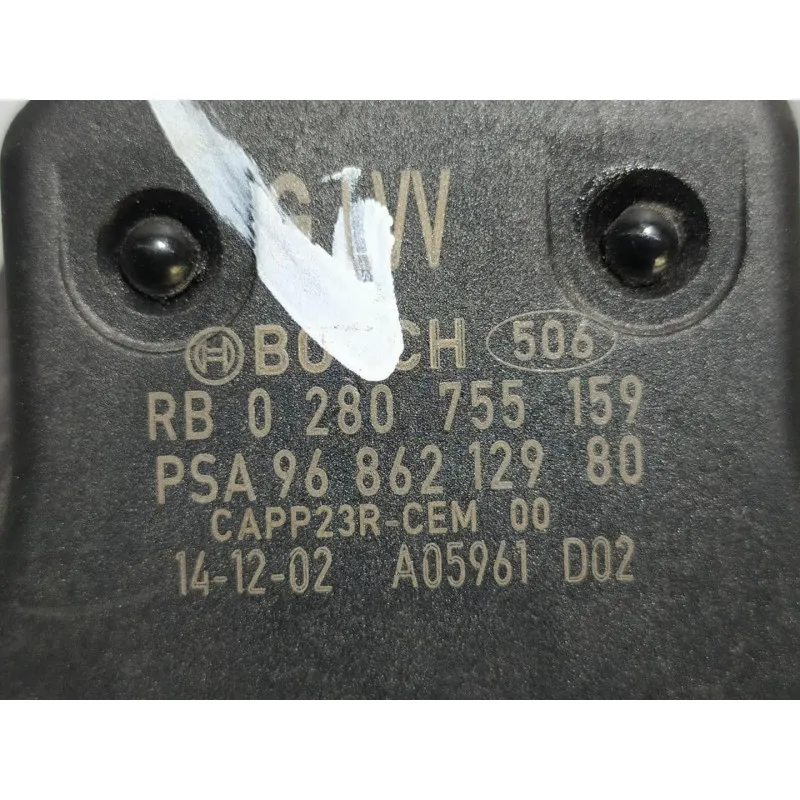 BOSCH 506
RB 0 280 755 159
PSA 96 862 129 80
CAPP23R-CEM 00
14-12-02 A05961 D02